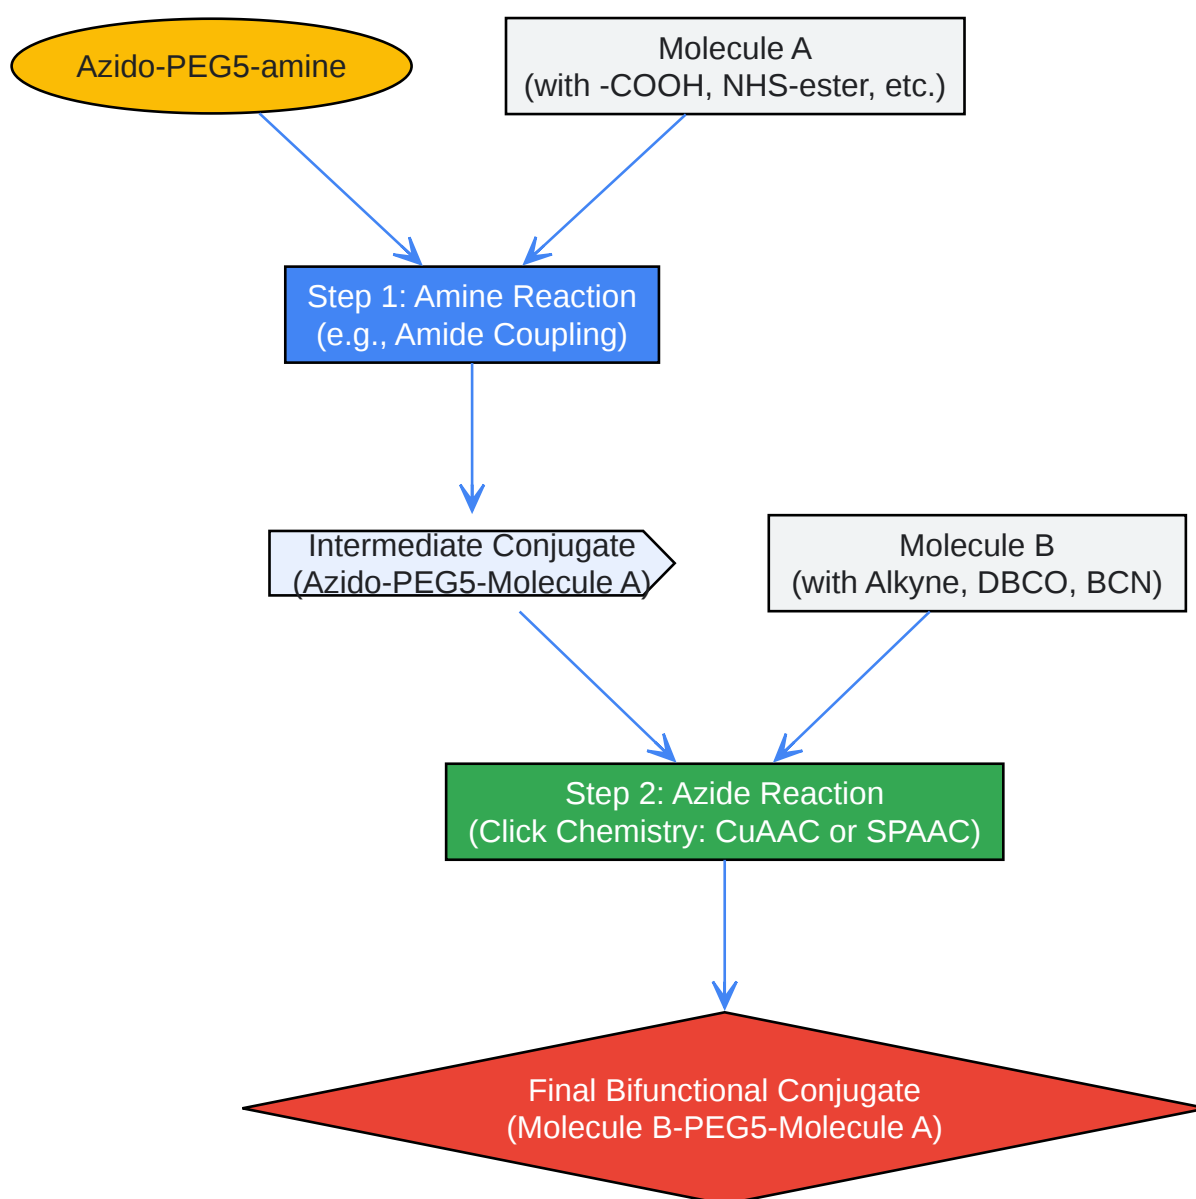 Azido-PEG5-amine
Molecule A
(with -COOH, NHS-ester, etc.)
Step 1: Amine Reaction
(e.g., Amide Coupling)
Intermediate Conjugate
(Azido-PEG5-Molecule A)
Molecule B
(with Alkyne, DBCO, BCN)
Step 2: Azide Reaction
(Click Chemistry: CuAAC or SPAAC)
Final Bifunctional Conjugate
(Molecule B-PEG5-Molecule A)